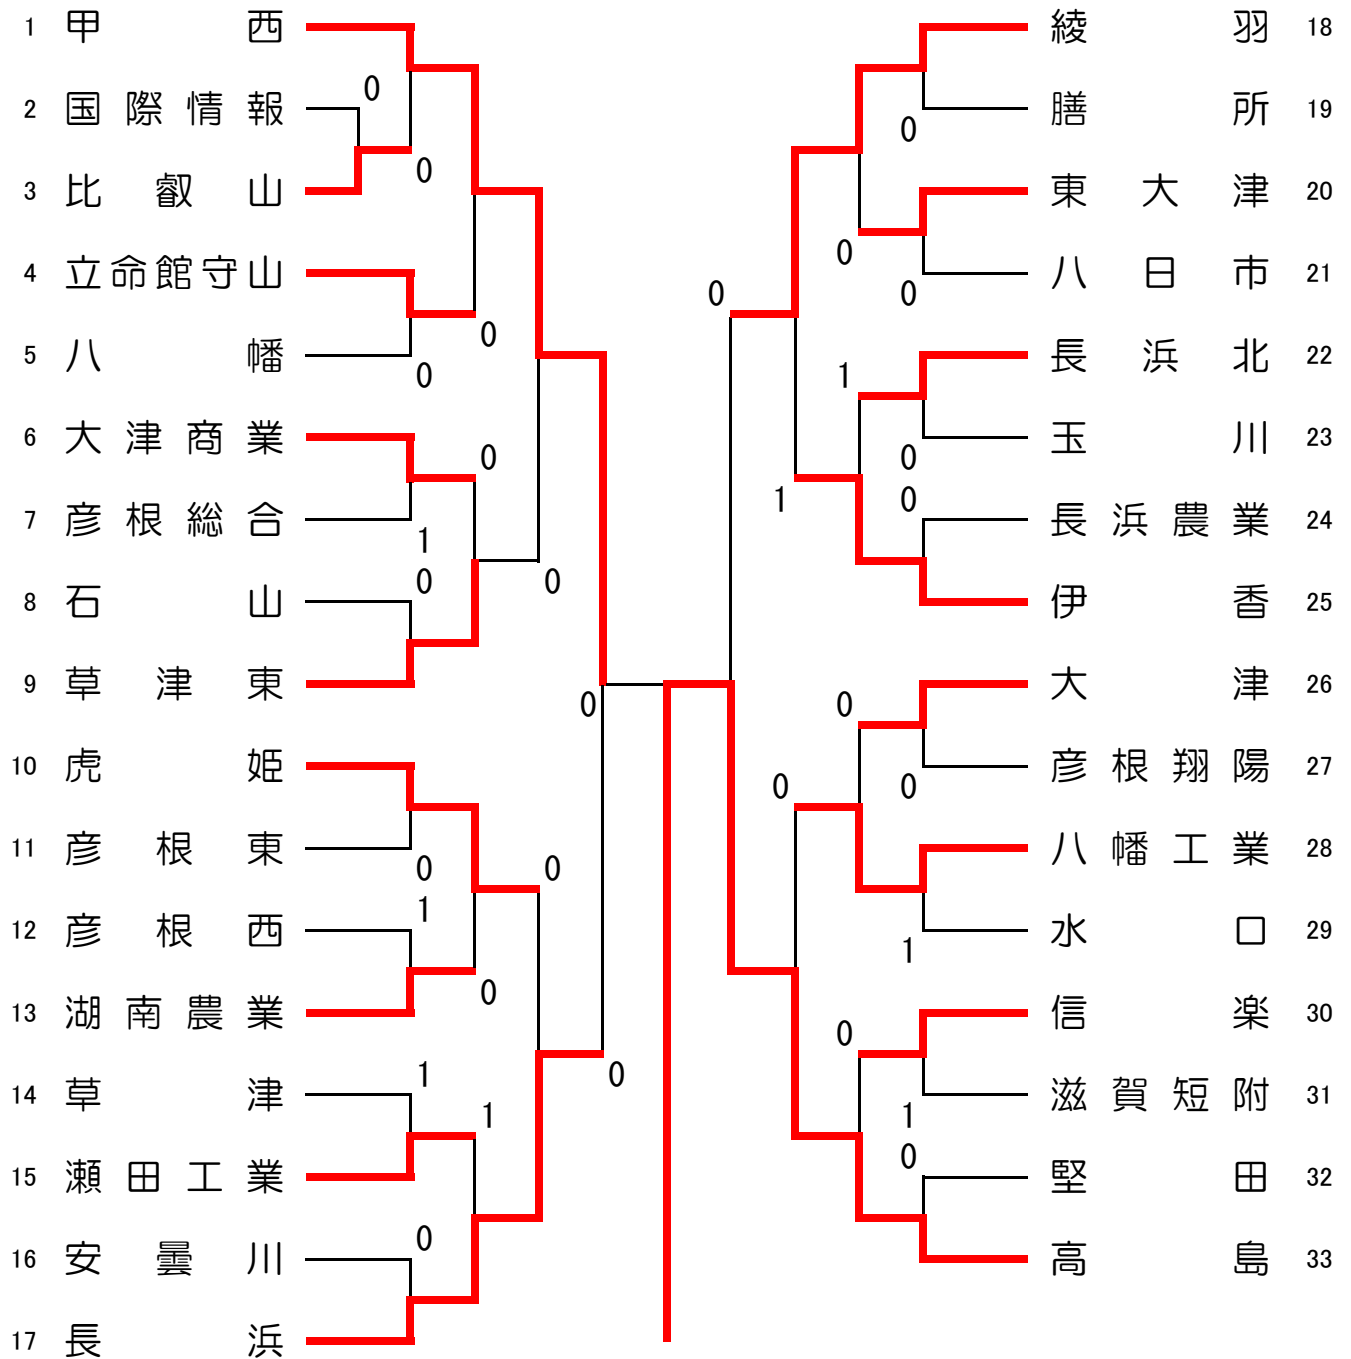 1 甲西
0
2 国際情報
0
3 比叡山
4 立命館守山
0
5 八幡
0
6 大津商業
0
7 彦根総合
1
0
0
8 石山
9 草津東
0
10 虎姫
11 彦根東
0
0
1
12 彦根西
0
13 湖南農業
0
1
14 草津
1
15 瀬田工業
0
16 安曇川
17 長浜
綾羽 18
膳所 19
0
東大津 20
0
八日市 21
0
0
長浜北 22
1
玉川 23
0
1
0
長浜農業 24
伊香 25
大津 26
0
彦根翔陽 27
0
0
八幡工業 28
水口 29
1
信楽 30
0
滋賀短附 31
1
0
堅田 32
高島 33